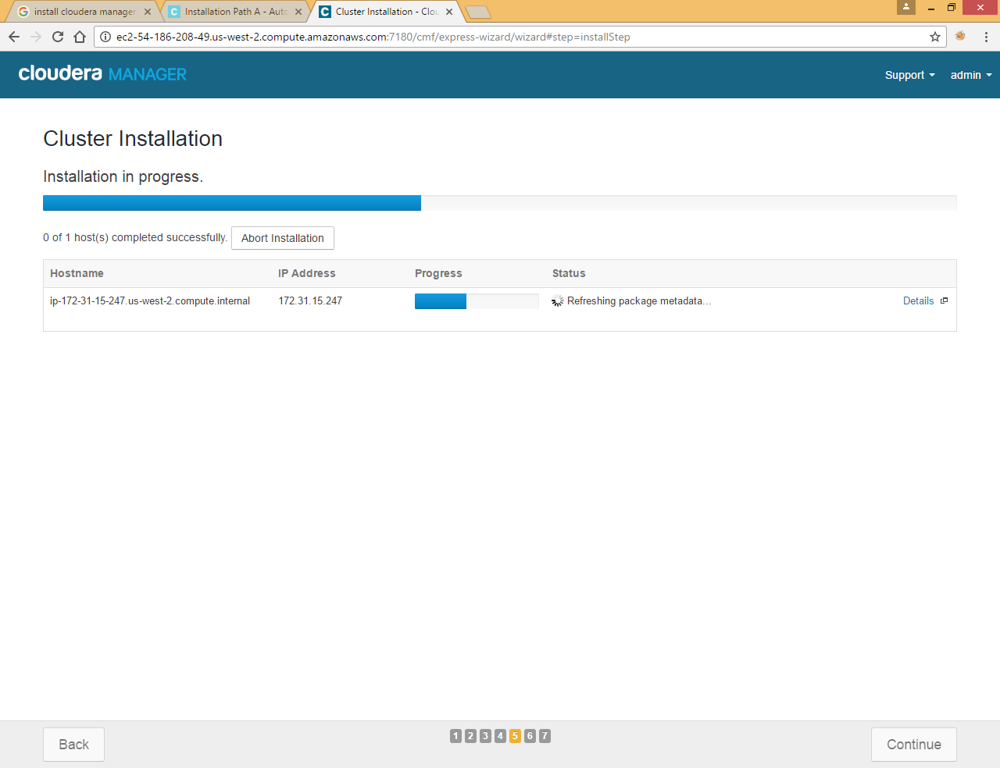 install cloudera manager
Installation Path A - Auto
Cluster Installation - Clou
ec2-54-186-208-49.us-west-2.compute.amazonaws.com:7180/cmf/express-wizard/wizard#step=installStep
cloudera MANAGER
Support
admin
Cluster Installation
Installation in progress.
0 of 1 host(s) completed successfully. Abort Installation
Hostname IP Address Progress Status
ip-172-31-15-247.us-west-2.compute.internal 172.31.15.247 Refreshing package metadata... Details
Back 1 2 3 4 5 6 7 Continue